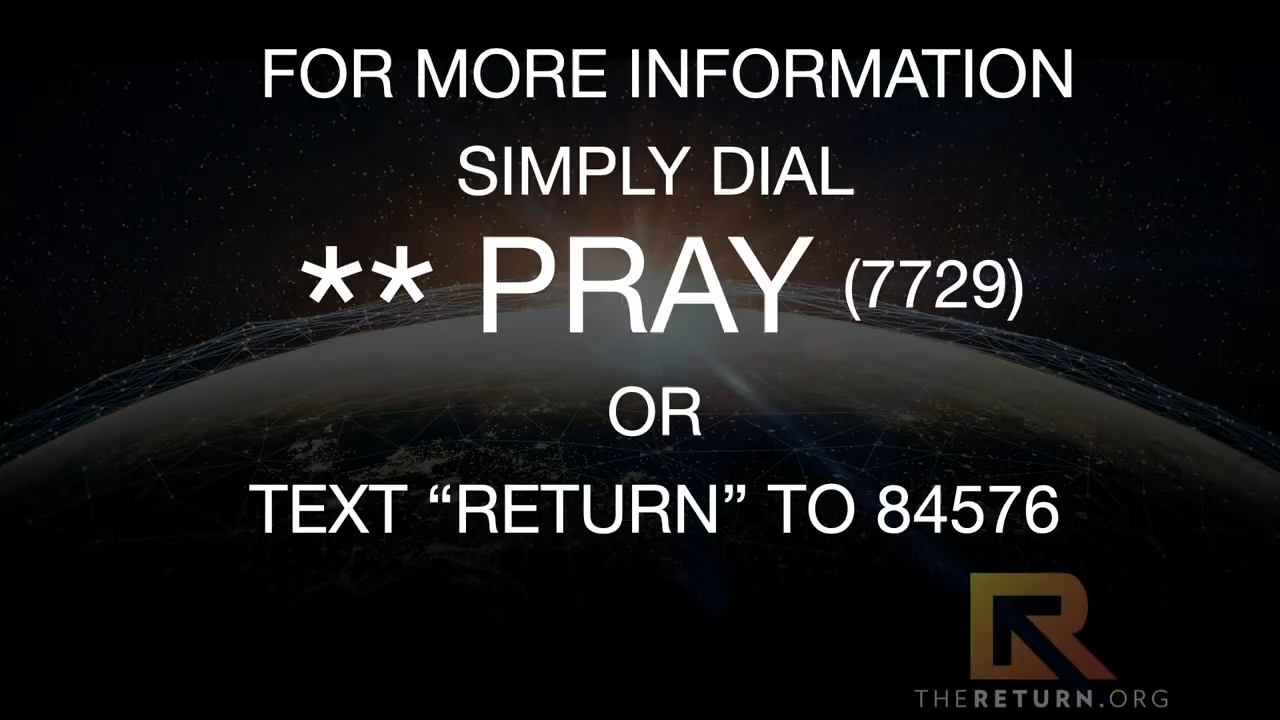 FOR MORE INFORMATION
SIMPLY DIAL
** PRAY (7729)
OR
TEXT “RETURN” TO 84576
THERETURN.ORG